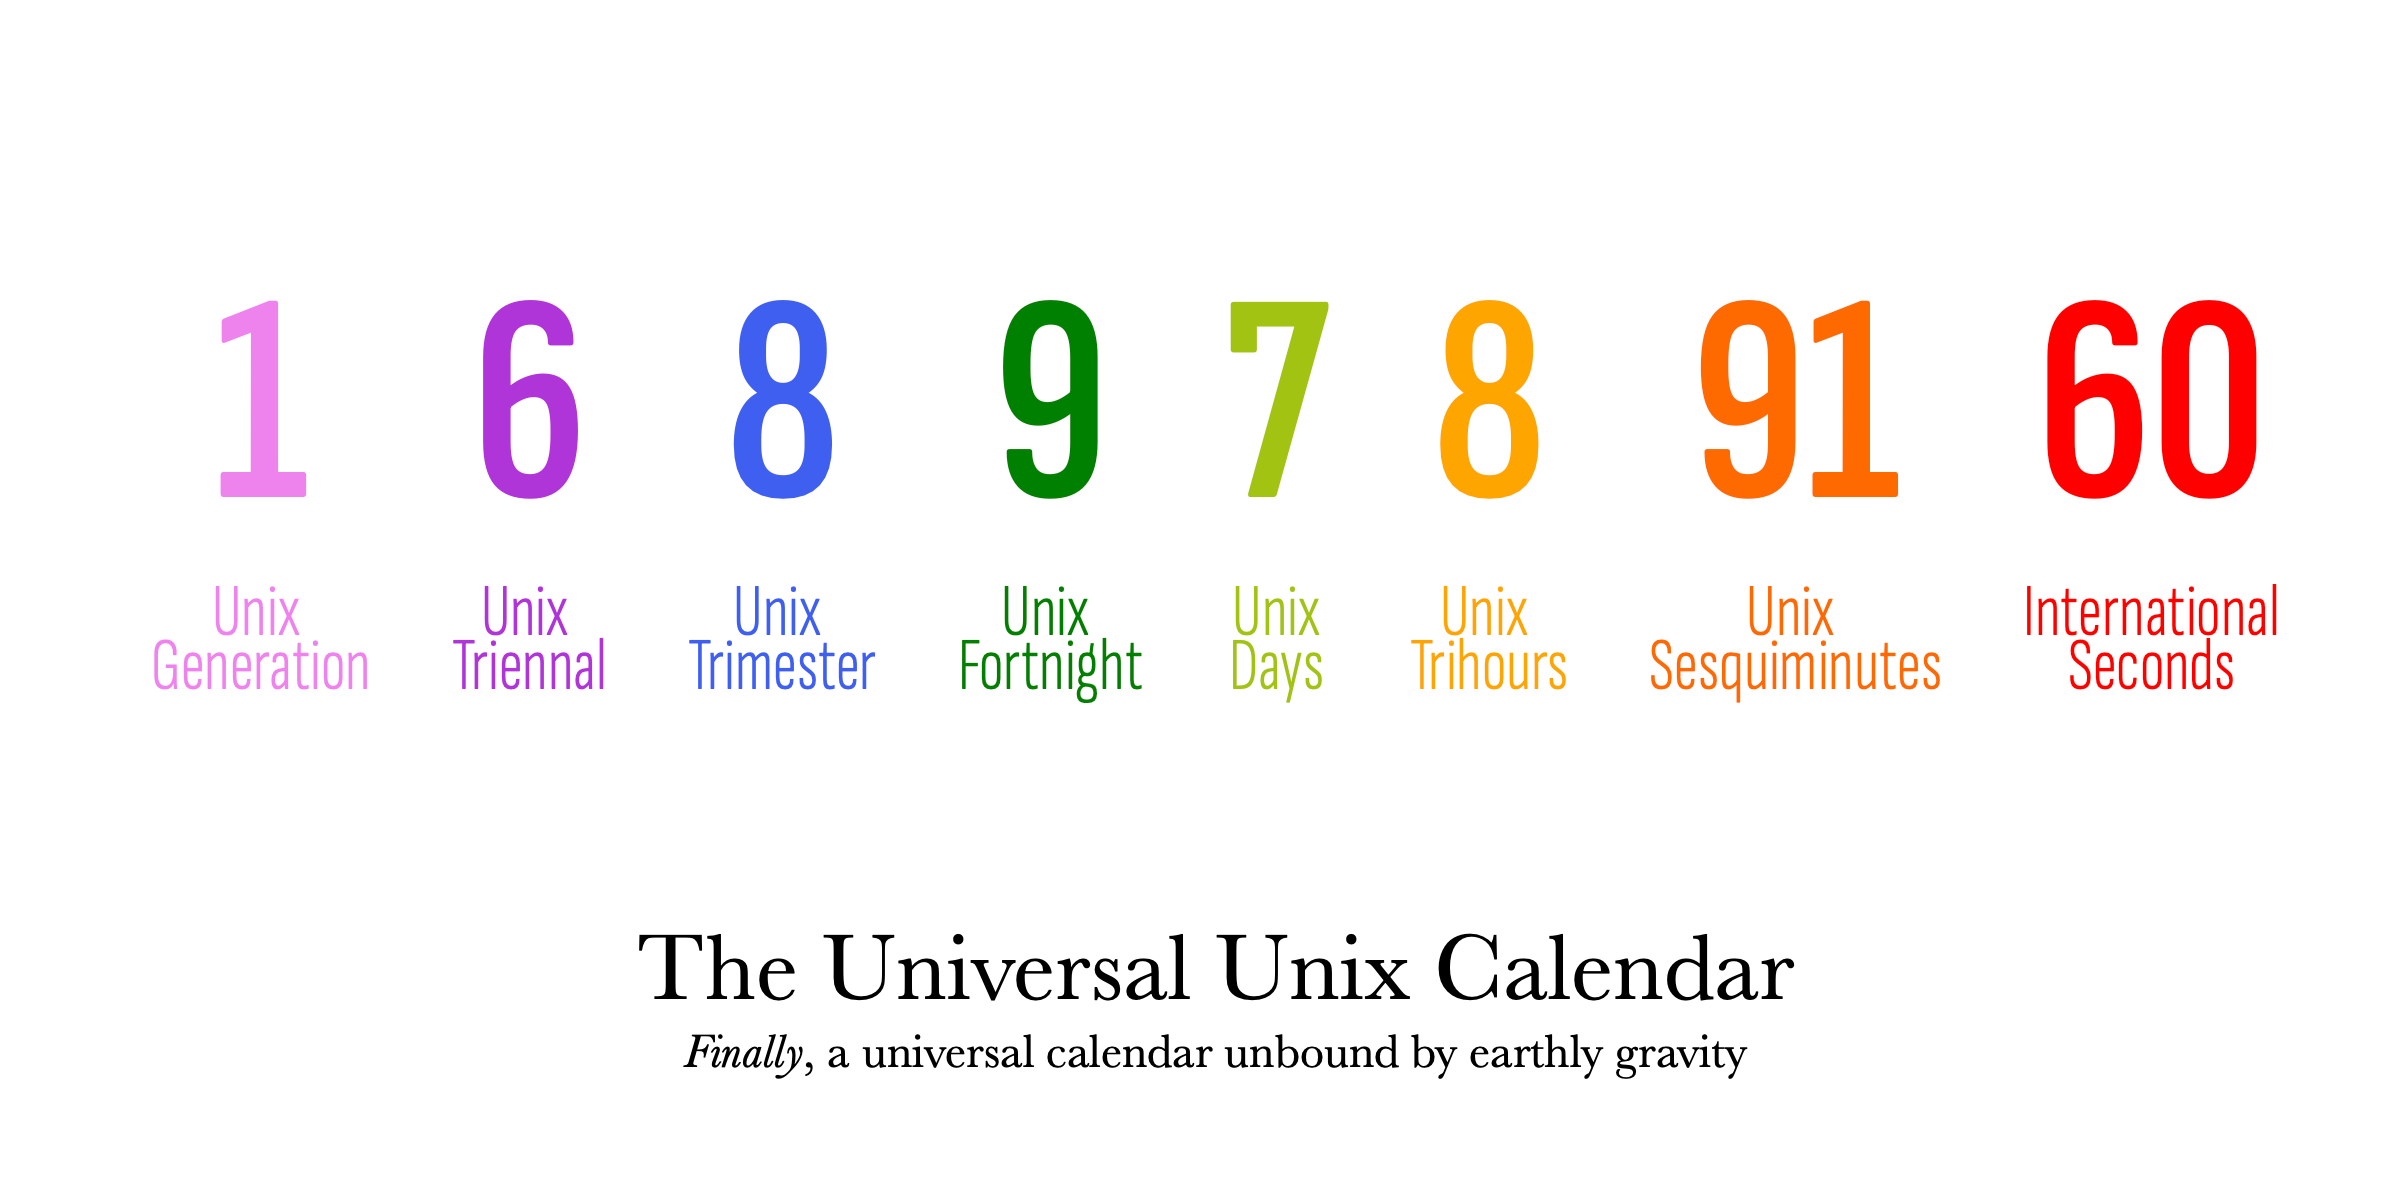 1 6 8 9 7 8 91 60
Unix Unix Unix Unix Unix Unix Unix International
Generation Triennal Trimester Fortnight Days Trihours Sesquiminutes Seconds
The Universal Unix Calendar
Finally, a universal calendar unbound by earthly gravity